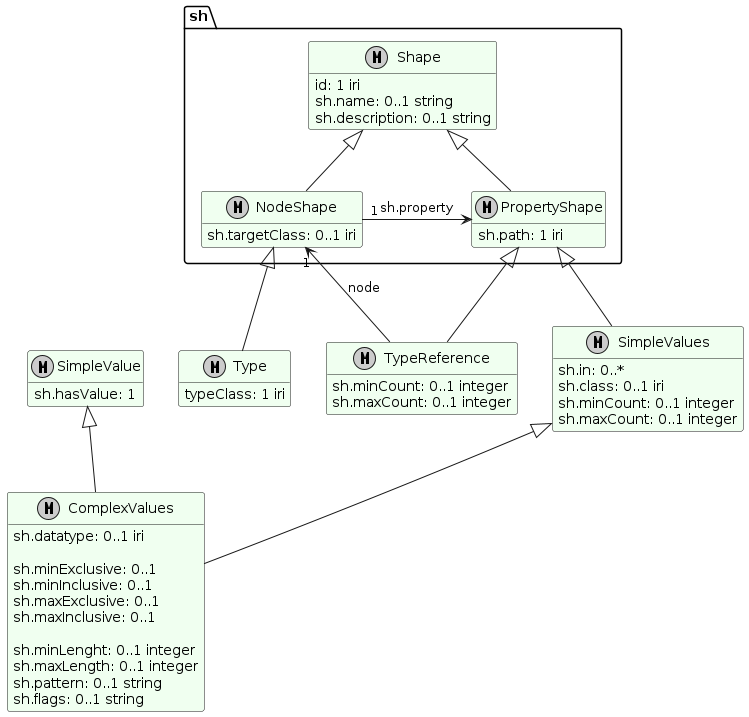 sh
M Shape
id: 1 iri
sh.name: 0..1 string
sh.description: 0..1 string
M NodeShape
sh.targetClass: 0..1 iri
1 sh.property
M PropertyShape
sh.path: 1 iri
1
node
M SimpleValue
sh.hasValue: 1
M Type
typeClass: 1 iri
M TypeReference
sh.minCount: 0..1 integer
sh.maxCount: 0..1 integer
M SimpleValues
sh.in: 0..*
sh.class: 0..1 iri
sh.minCount: 0..1 integer
sh.maxCount: 0..1 integer
M ComplexValues
sh.datatype: 0..1 iri
sh.minExclusive: 0..1
sh.minInclusive: 0..1
sh.maxExclusive: 0..1
sh.maxInclusive: 0..1
sh.minLenght: 0..1 integer
sh.maxLength: 0..1 integer
sh.pattern: 0..1 string
sh.flags: 0..1 string